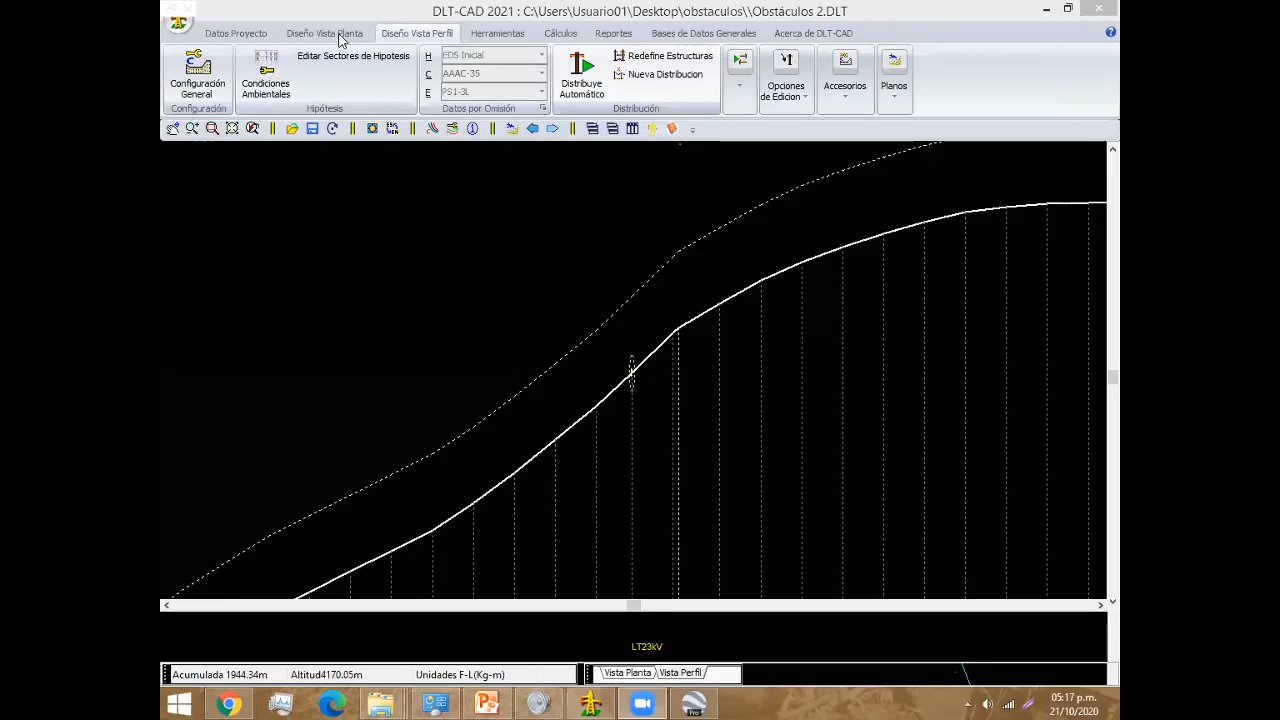 DLT-CAD 2021 : C:\Users\Usuario01\Desktop\obstaculos\\Obstáculos 2.DLT
Datos Proyecto Diseño Vista Planta Diseño Vista Perfil Herramientas Cálculos Reportes Bases de Datos Generales Acerca de DLT-CAD
Configuración General
Configuración
Condiciones Ambientales
Editar Sectores de Hipotesis
Hipótesis
H EDS Inicial
C AAAC-35
E PS1-3L
Datos por Omisión
Distribuye Automático
Redefine Estructuras
Nueva Distribucion
Distribución
Opciones de Edicion
Accesorios
Planos
LT23kV
Acumulada 1944.34m Altitud4170.05m Unidades F-L(Kg-m) Vista Planta Vista Perfil
05:17 p.m.
21/10/2020